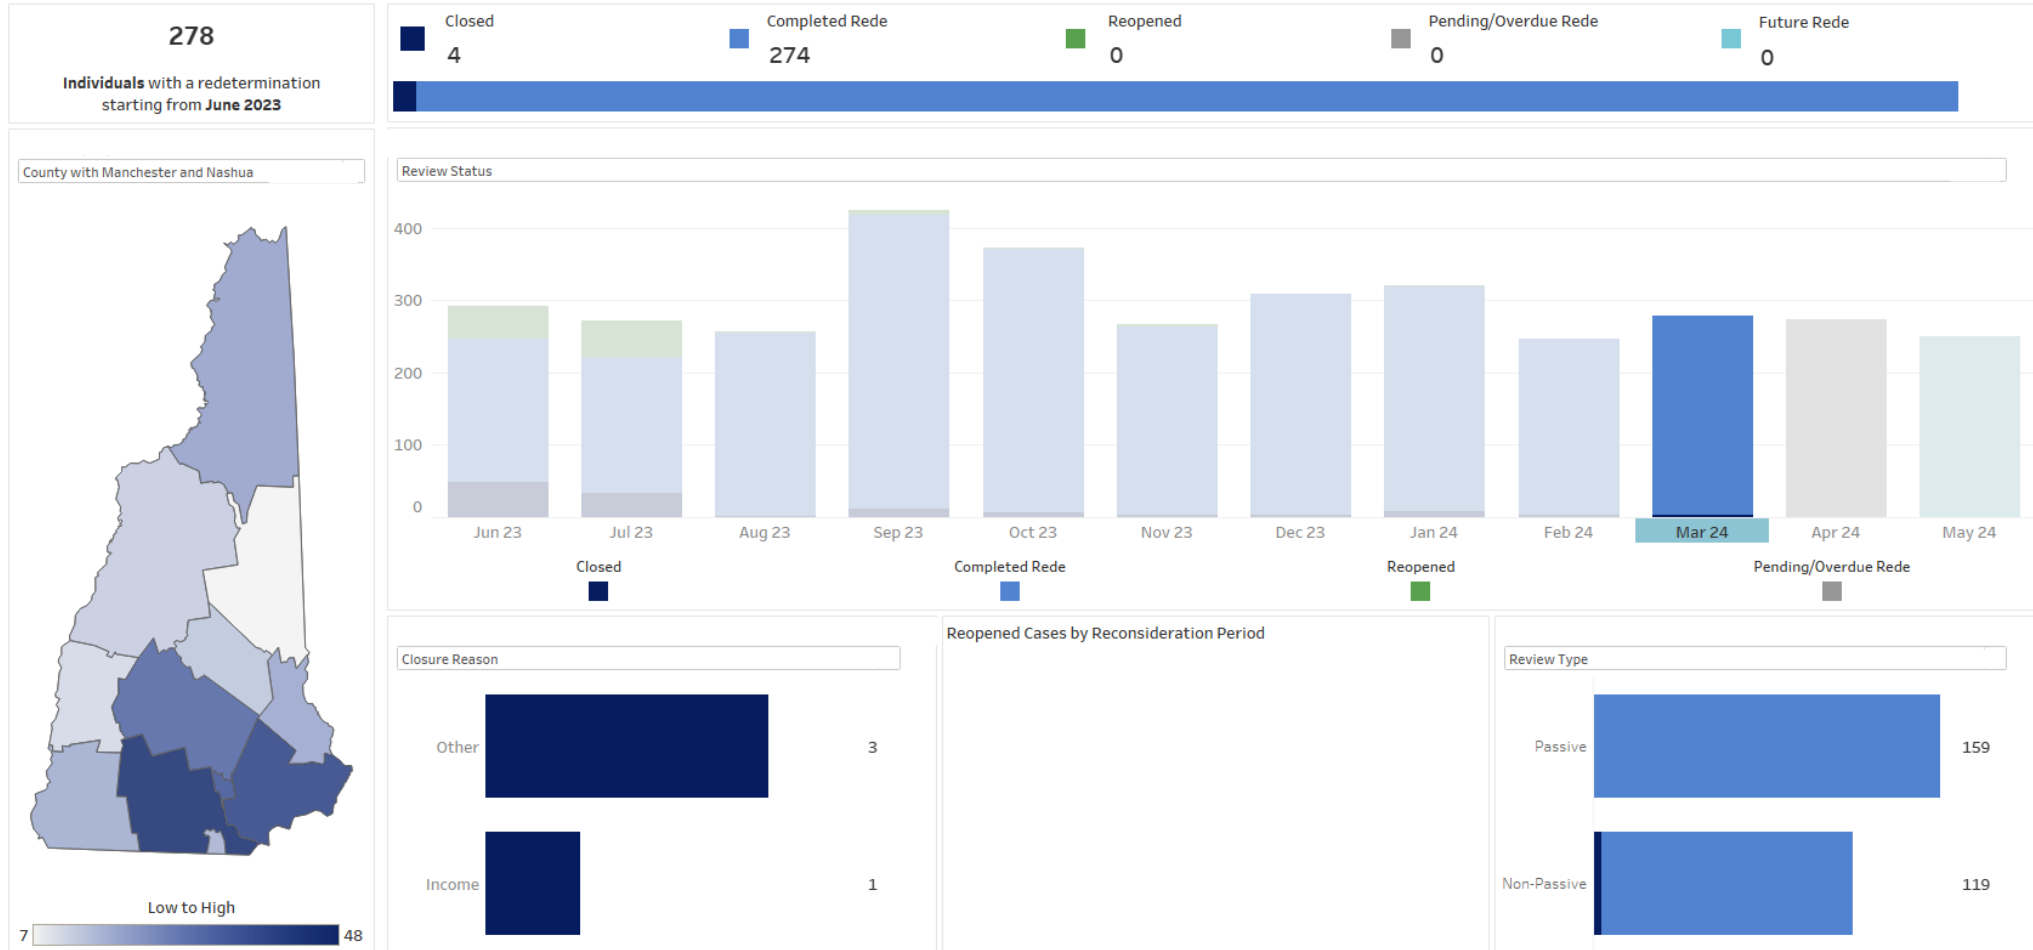 278
Individuals with a redetermination
starting from June 2023
Closed
4
Completed Rede
274
Reopened
0
Pending/Overdue Rede
0
Future Rede
0
County with Manchester and Nashua
Low to High
7
48
Review Status
400
300
200
100
0
Jun 23
Jul 23
Aug 23
Sep 23
Oct 23
Nov 23
Dec 23
Jan 24
Feb 24
Mar 24
Apr 24
May 24
Closed
Completed Rede
Reopened
Pending/Overdue Rede
Closure Reason
Other
3
Income
1
Reopened Cases by Reconsideration Period
Review Type
Passive
159
Non-Passive
119